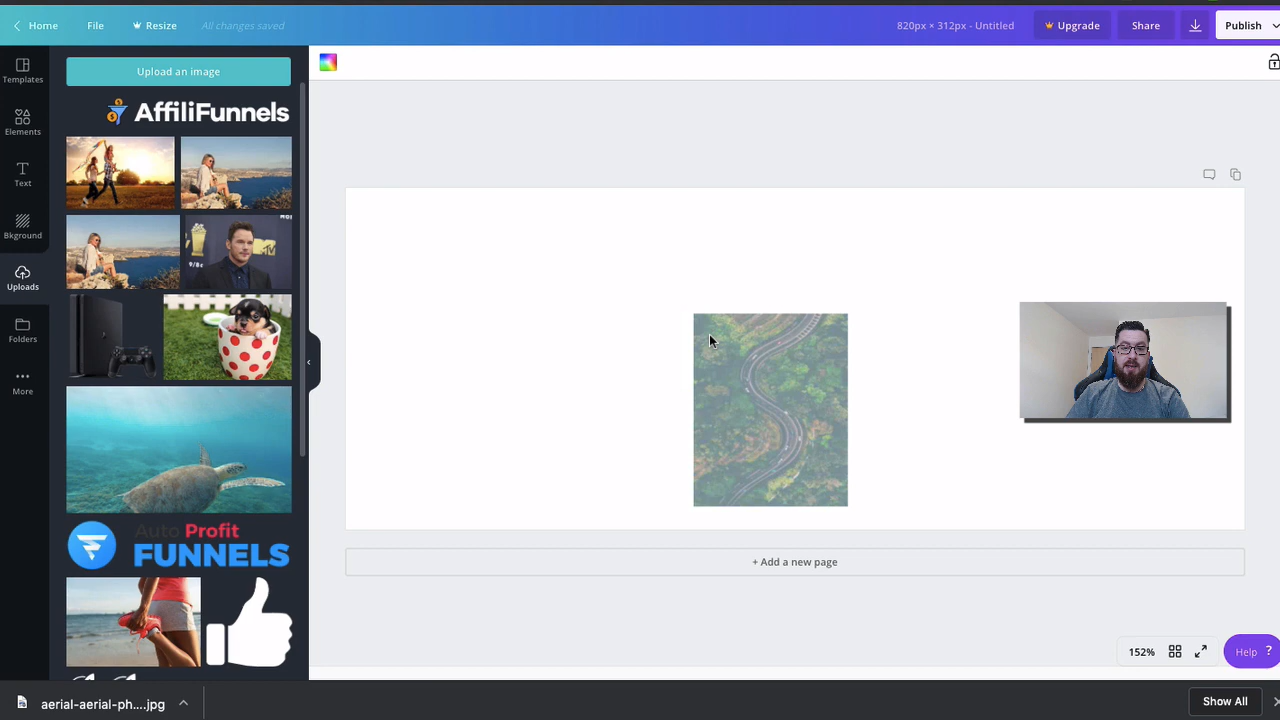 Home
File
Resize
All changes saved
820px × 312px - Untitled
Upgrade
Share
Publish
Templates
Elements
Text
Bkground
Uploads
Folders
More
Upload an image
AffiliFunnels
MTV
Auto Profit
FUNNELS
+ Add a new page
152%
Help ?
aerial-aerial-ph....jpg
Show All